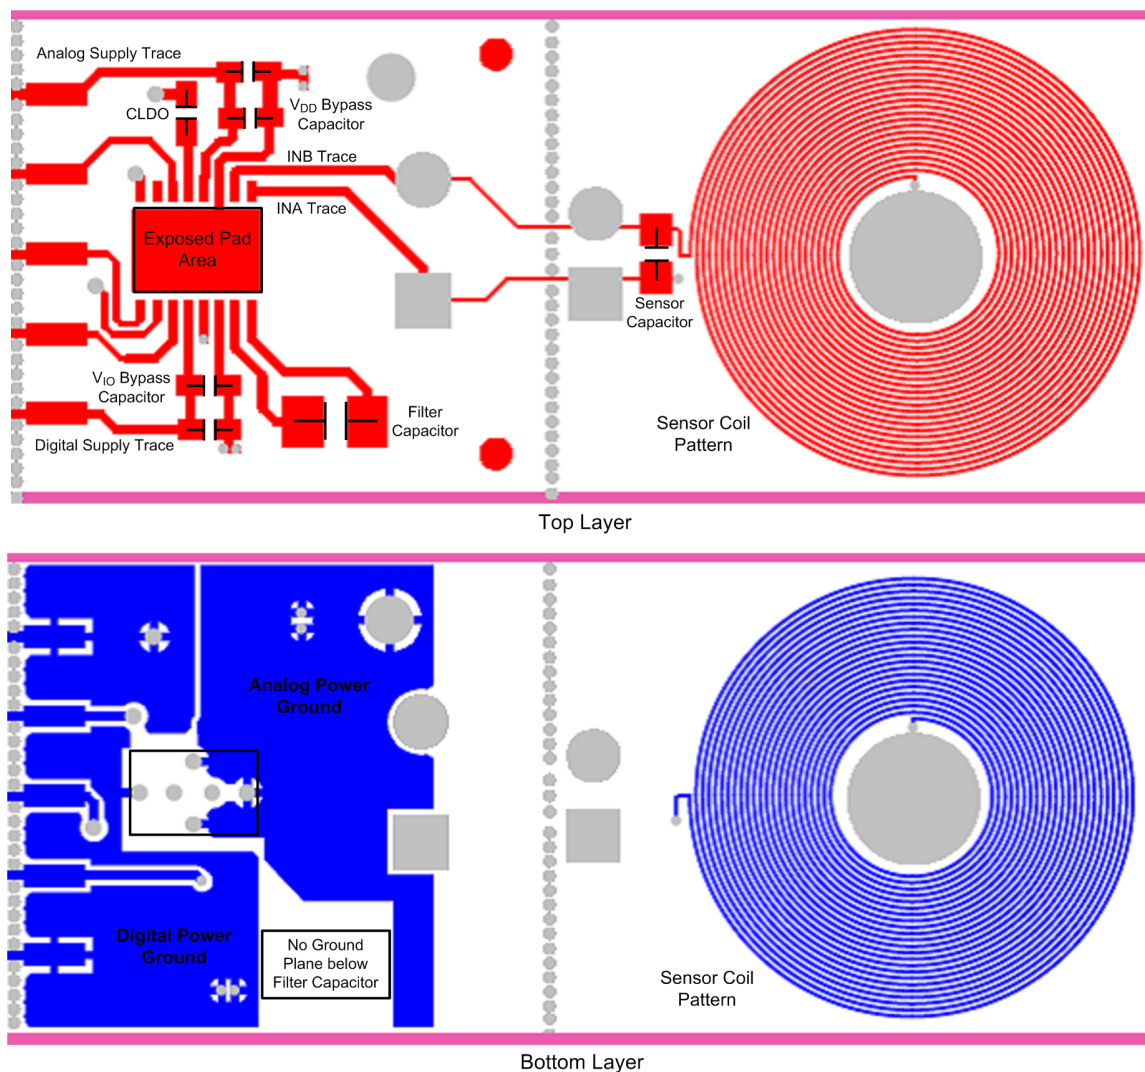 Analog Supply Trace
CLDO
V_DD Bypass
Capacitor
INB Trace
INA Trace
Exposed Pad
Area
Sensor
Capacitor
V_IO Bypass
Capacitor
Digital Supply Trace
Filter
Capacitor
Sensor Coil
Pattern
Top Layer
Analog Power
Ground
Digital Power
Ground
No Ground
Plane below
Filter Capacitor
Sensor Coil
Pattern
Bottom Layer